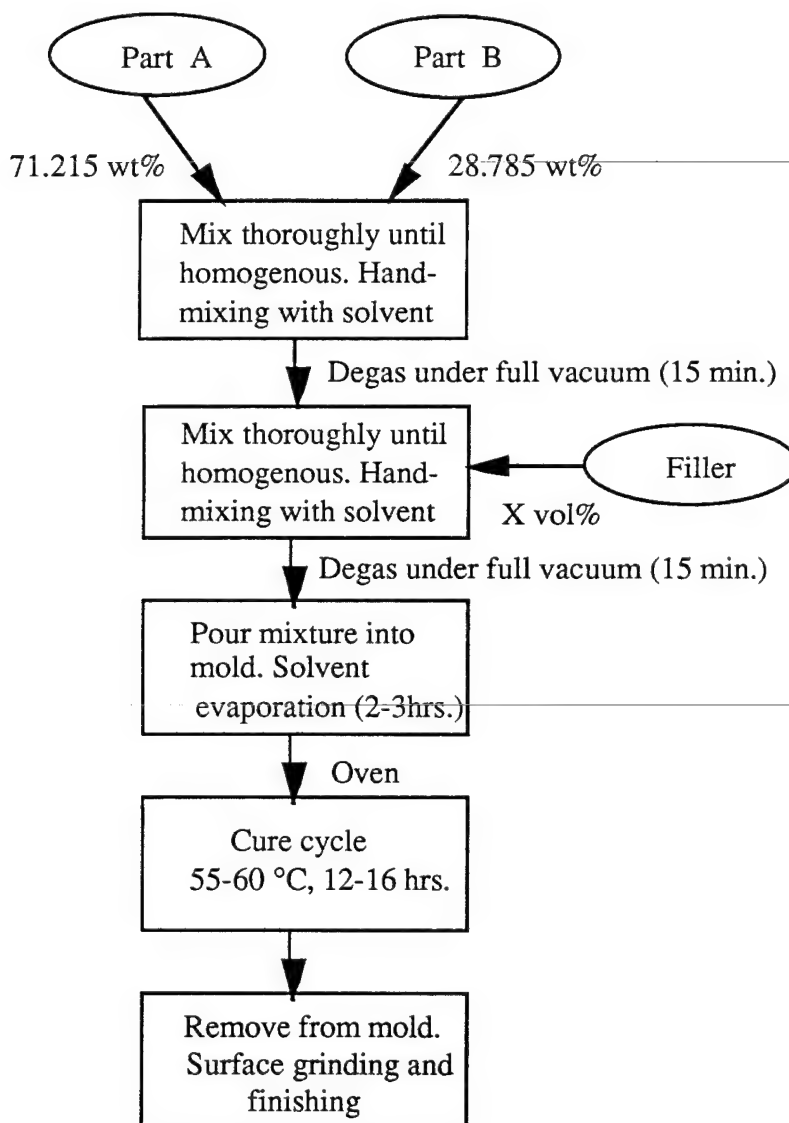 Part A
Part B
71.215 wt%
28.785 wt%
Mix thoroughly until
homogenous. Hand-
mixing with solvent
Degas under full vacuum (15 min.)
Mix thoroughly until
homogenous. Hand-
mixing with solvent
Filler
X vol%
Degas under full vacuum (15 min.)
Pour mixture into
mold. Solvent
evaporation (2-3hrs.)
Oven
Cure cycle
55-60 °C, 12-16 hrs.
Remove from mold.
Surface grinding and
finishing